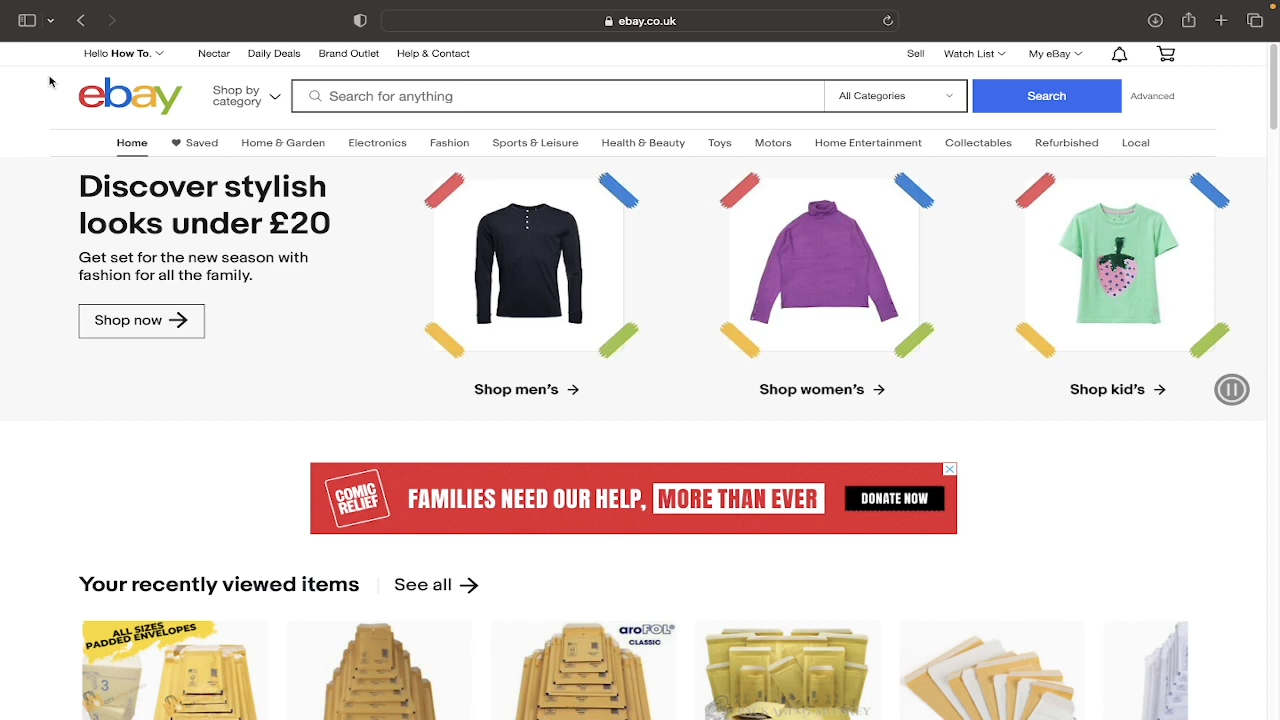 ebay.co.uk
Hello How To.
Nectar
Daily Deals
Brand Outlet
Help & Contact
Sell
Watch List
My eBay
ebay
Shop by
category
Search for anything
All Categories
Search
Advanced
Home
Saved
Home & Garden
Electronics
Fashion
Sports & Leisure
Health & Beauty
Toys
Motors
Home Entertainment
Collectables
Refurbished
Local
Discover stylish
looks under £20
Get set for the new season with
fashion for all the family.
Shop now
Shop men's
Shop women's
Shop kid's
COMIC
RELIEF
FAMILIES NEED OUR HELP, MORE THAN EVER
DONATE NOW
Your recently viewed items
See all
ALL SIZES
PADDED ENVELOPES
3
aroFOL®
CLASSIC